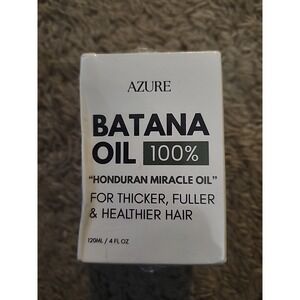 AZURE
BATANA
OIL 100%
"HONDURAN MIRACLE OIL"
FOR THICKER, FULLER
& HEALTHIER HAIR
120ML / 4 FL OZ